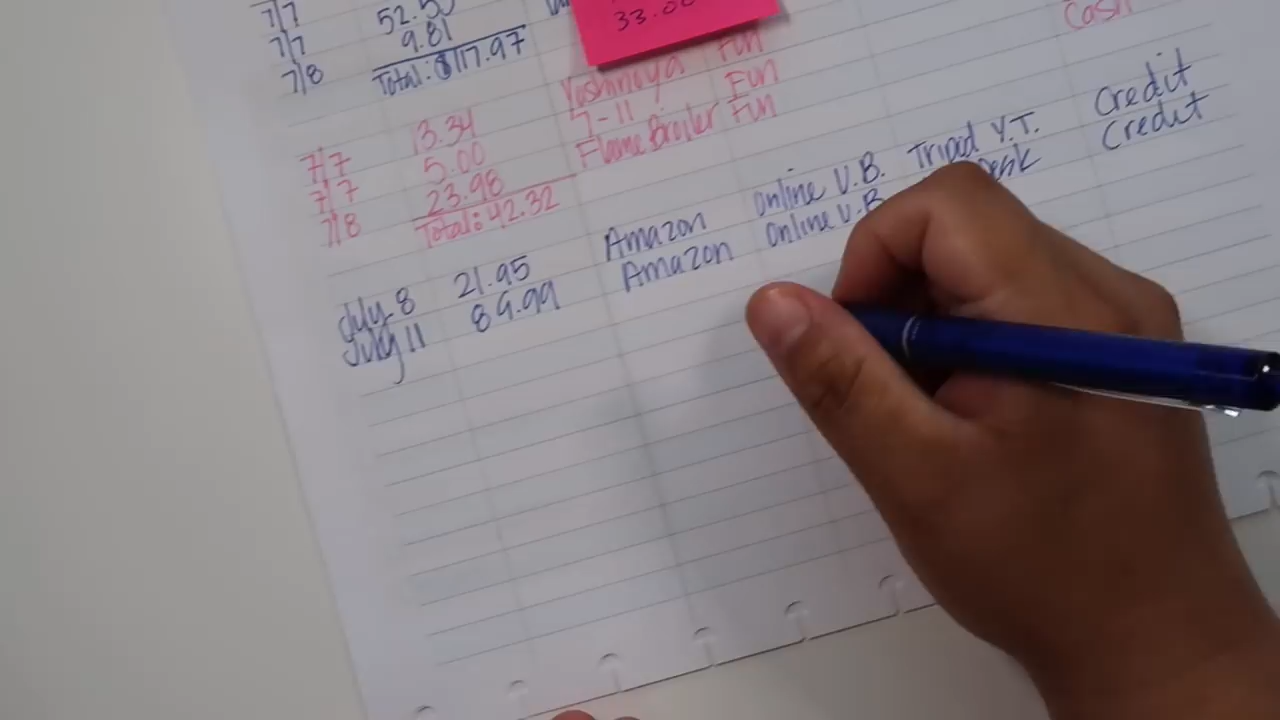 7/7 52.50
7/7 9.81
7/8 Total: $117.97
33.00
Cash
Yoshinoya Fun
7/7 13.34 7-11 Fun
7/7 5.00 Flame Broiler Fun
7/8 23.98
Total: 42.32
July 8 21.95 Amazon Online V.B. Tripod Y.T. Credit
July 11 89.99 Amazon Online V.B Desk Credit